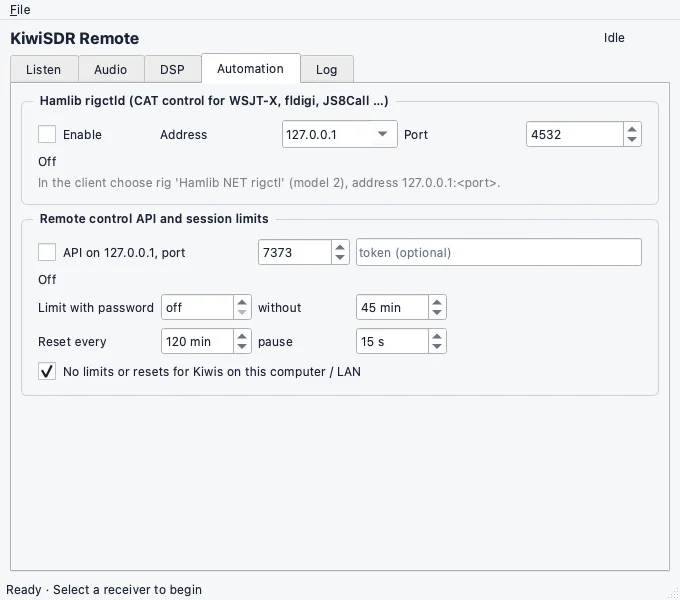 File
KiwiSDR Remote
Idle
Listen Audio DSP Automation Log
Hamlib rigctld (CAT control for WSJT-X, fldigi, JS8Call ...)
Enable Address 127.0.0.1 Port 4532
Off
In the client choose rig 'Hamlib NET rigctl' (model 2), address 127.0.0.1:<port>.
Remote control API and session limits
API on 127.0.0.1, port 7373 token (optional)
Off
Limit with password off without 45 min
Reset every 120 min pause 15 s
No limits or resets for Kiwis on this computer / LAN
Ready · Select a receiver to begin